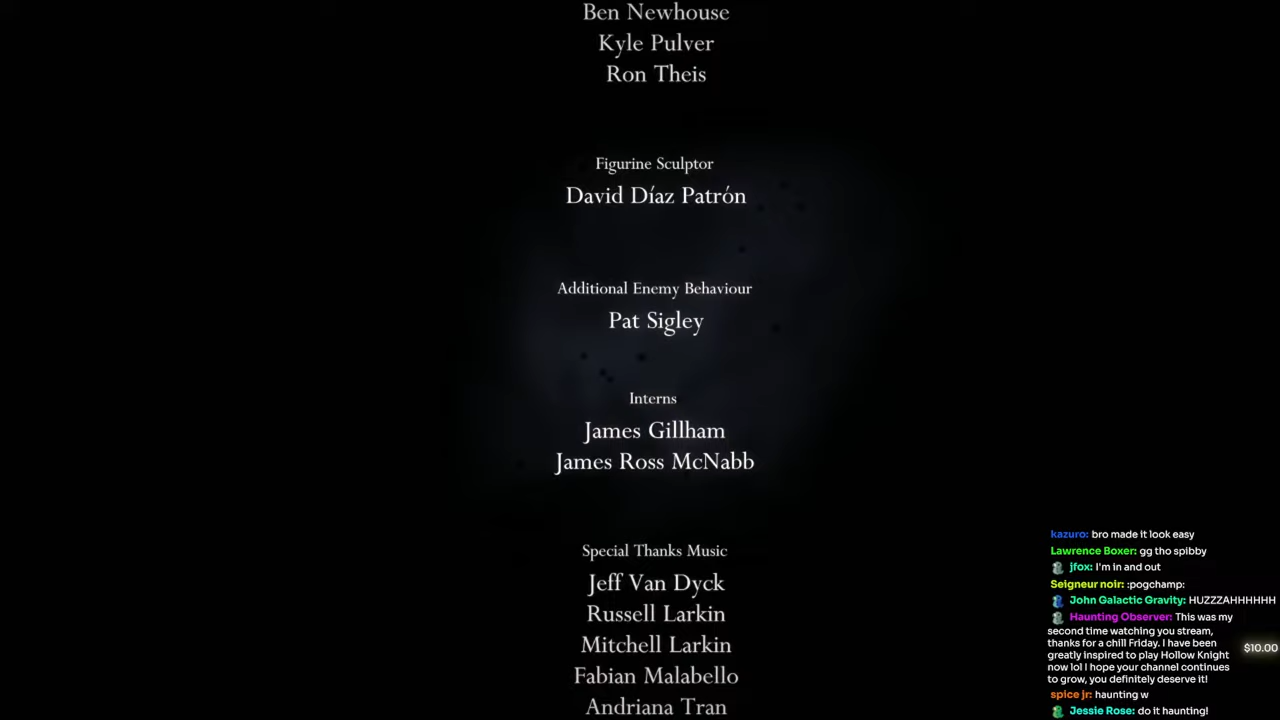 Ben Newhouse
Kyle Pulver
Ron Theis
Figurine Sculptor
David Díaz Patrón
Additional Enemy Behaviour
Pat Sigley
Interns
James Gillham
James Ross McNabb
Special Thanks Music
Jeff Van Dyck
Russell Larkin
Mitchell Larkin
Fabian Malabello
Andriana Tran
kazuro: bro made it look easy
Lawrence Boxer: gg tho spibby
jfox: I'm in and out
Seigneur noir: :pogchamp:
John Galactic Gravity: HUZZZAHHHHHH
Haunting Observer: This was my
second time watching you stream,
thanks for a chill Friday. I have been
greatly inspired to play Hollow Knight
now lol I hope your channel continues
to grow, you definitely deserve it!
$10.00
spice jr: haunting w
Jessie Rose: do it haunting!